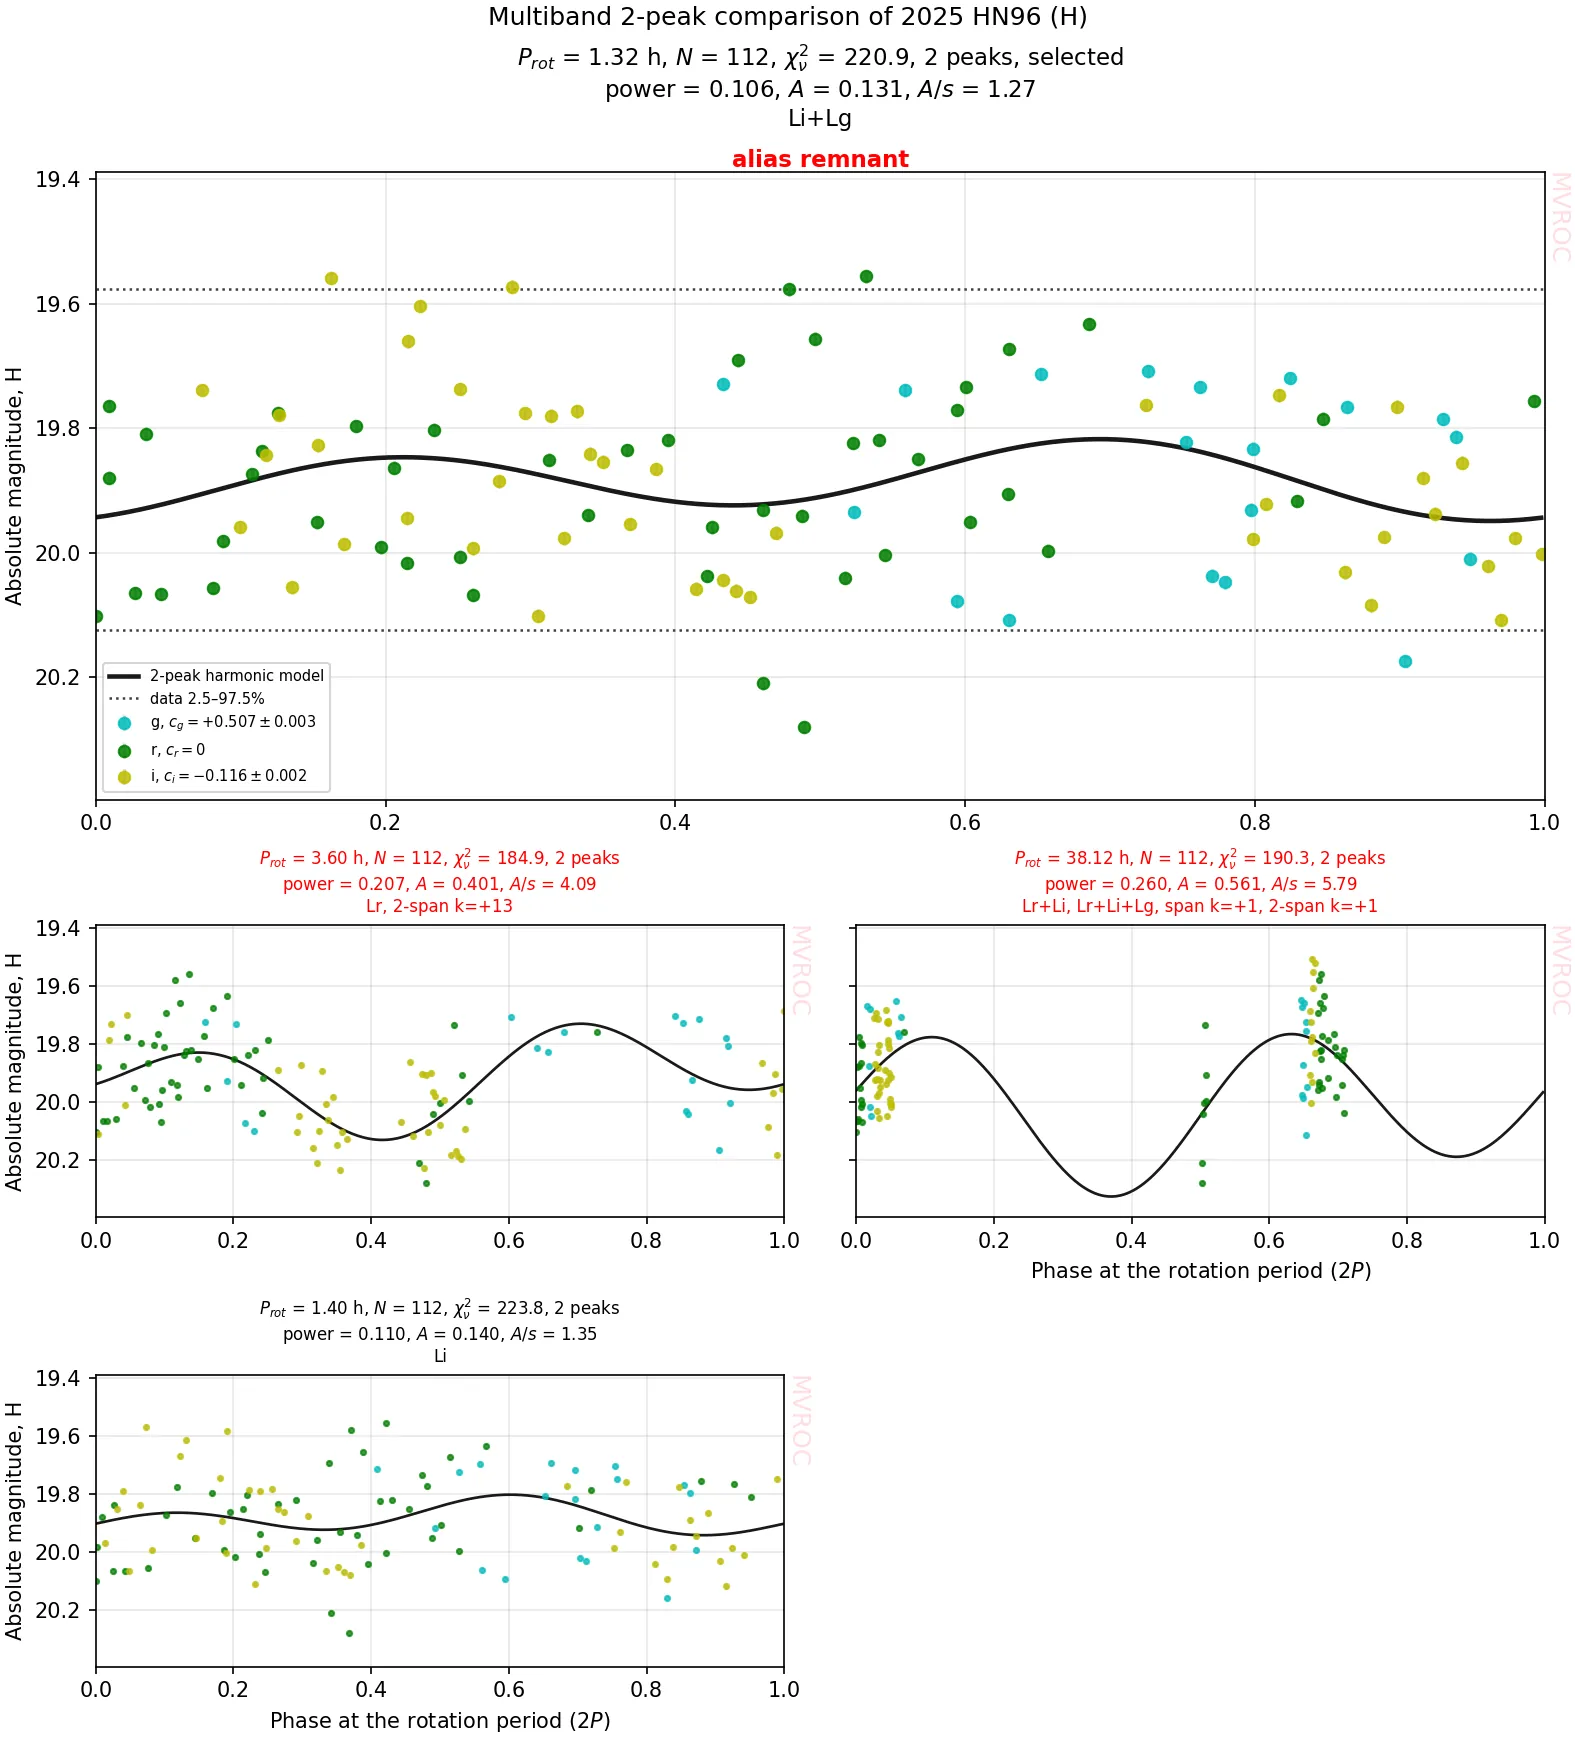 Multiband 2-peak comparison of 2025 HN96 (H)
P_rot = 1.32 h, N = 112, χ²_ν = 220.9, 2 peaks, selected
power = 0.106, A = 0.131, A/s = 1.27
Li+Lg
alias remnant
MVROC
19.4
19.6
19.8
20.0
20.2
Absolute magnitude, H
2-peak harmonic model
data 2.5–97.5%
g, c_g = +0.507 ± 0.003
r, c_r = 0
i, c_i = −0.116 ± 0.002
0.0 0.2 0.4 0.6 0.8 1.0
P_rot = 3.60 h, N = 112, χ²_ν = 184.9, 2 peaks
power = 0.207, A = 0.401, A/s = 4.09
Lr, 2-span k=+13
MVROC
19.4
19.6
19.8
20.0
20.2
Absolute magnitude, H
0.0 0.2 0.4 0.6 0.8 1.0
P_rot = 38.12 h, N = 112, χ²_ν = 190.3, 2 peaks
power = 0.260, A = 0.561, A/s = 5.79
Lr+Li, Lr+Li+Lg, span k=+1, 2-span k=+1
MVROC
0.0 0.2 0.4 0.6 0.8 1.0
Phase at the rotation period (2P)
P_rot = 1.40 h, N = 112, χ²_ν = 223.8, 2 peaks
power = 0.110, A = 0.140, A/s = 1.35
Li
MVROC
19.4
19.6
19.8
20.0
20.2
Absolute magnitude, H
0.0 0.2 0.4 0.6 0.8 1.0
Phase at the rotation period (2P)